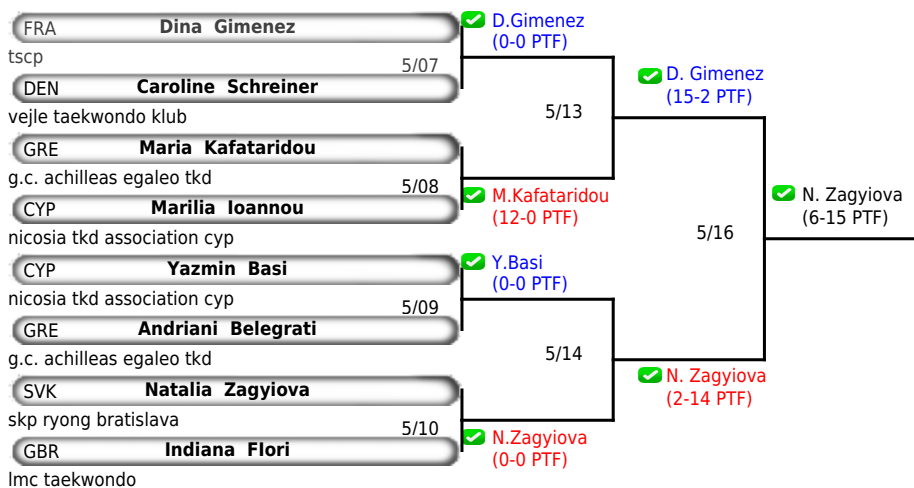 FRA Dina Gimenez
tscp
5/07
DEN Caroline Schreiner
vejle taekwondo klub
GRE Maria Kafataridou
g.c. achilleas egaleo tkd
5/08
CYP Marilia Ioannou
nicosia tkd association cyp
CYP Yazmin Basi
nicosia tkd association cyp
5/09
GRE Andriani Belegrati
g.c. achilleas egaleo tkd
SVK Natalia Zagyiova
skp ryong bratislava
5/10
GBR Indiana Flori
lmc taekwondo
D.Gimenez
(0-0 PTF)
5/13
M.Kafataridou
(12-0 PTF)
Y.Basi
(0-0 PTF)
5/14
N.Zagyiova
(0-0 PTF)
D. Gimenez
(15-2 PTF)
5/16
N. Zagyiova
(2-14 PTF)
N. Zagyiova
(6-15 PTF)